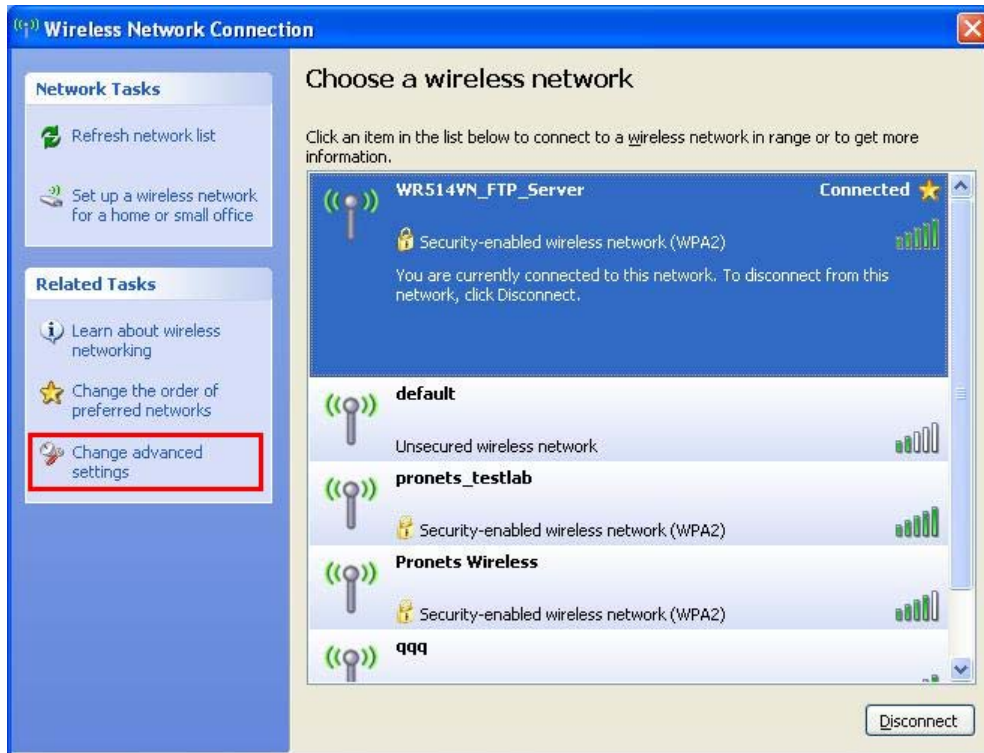 Wireless Network Connection
Network Tasks
Refresh network list
Set up a wireless network
for a home or small office
Related Tasks
Learn about wireless
networking
Change the order of
preferred networks
Change advanced
settings
Choose a wireless network
Click an item in the list below to connect to a wireless network in range or to get more
information.
WR514VN_FTP_Server
Connected
Security-enabled wireless network (WPA2)
You are currently connected to this network. To disconnect from this
network, click Disconnect.
default
Unsecured wireless network
pronets_testlab
Security-enabled wireless network (WPA2)
Pronets Wireless
Security-enabled wireless network (WPA2)
qqq
Disconnect